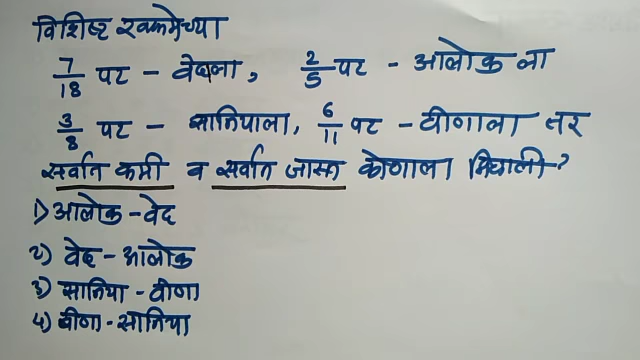 विशिष्ट रक्कमेच्या
7/18 पट - वेदला, 2/5 पट - आलोकला
3/8 पट - सानियाला, 6/11 पट - वीणाला तर
सर्वात कमी व सर्वात जास्त कोणाला मिळाली?
1) आलोक - वेद
2) वेद - आलोक
3) सानिया - वीणा
4) वीणा - सानिया